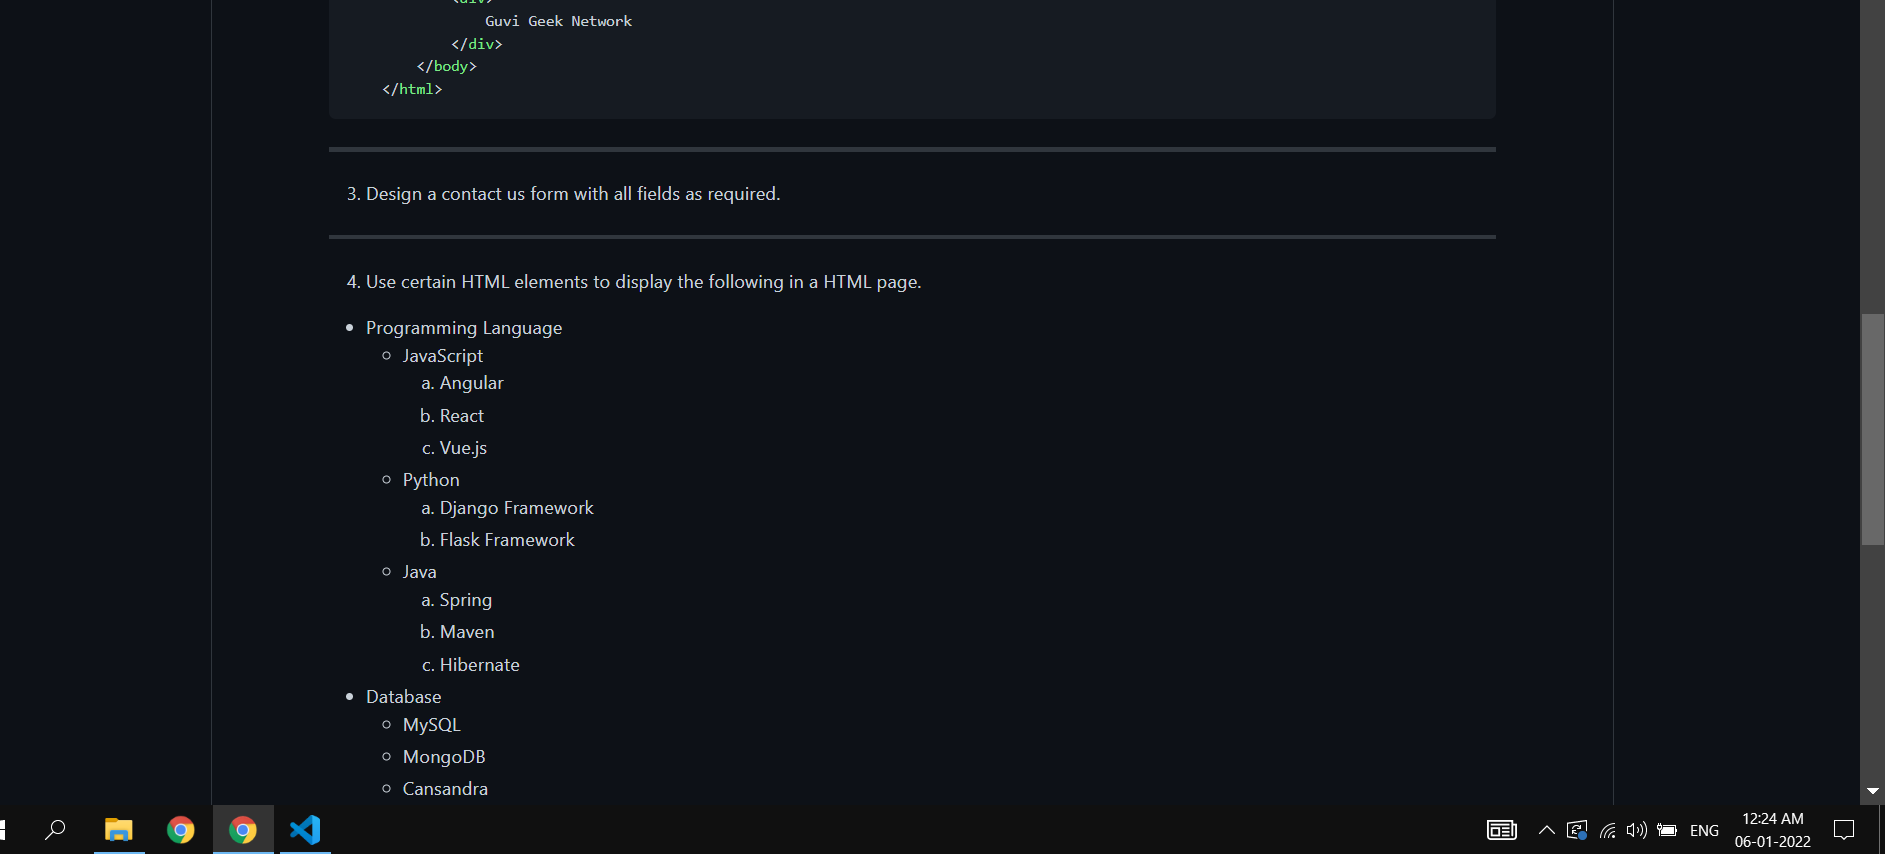 <div>
Guvi Geek Network
</div>
</body>
</html>
3. Design a contact us form with all fields as required.
4. Use certain HTML elements to display the following in a HTML page.
• Programming Language
○ JavaScript
a. Angular
b. React
c. Vue.js
○ Python
a. Django Framework
b. Flask Framework
○ Java
a. Spring
b. Maven
c. Hibernate
• Database
○ MySQL
○ MongoDB
○ Cansandra
ENG
12:24 AM
06-01-2022